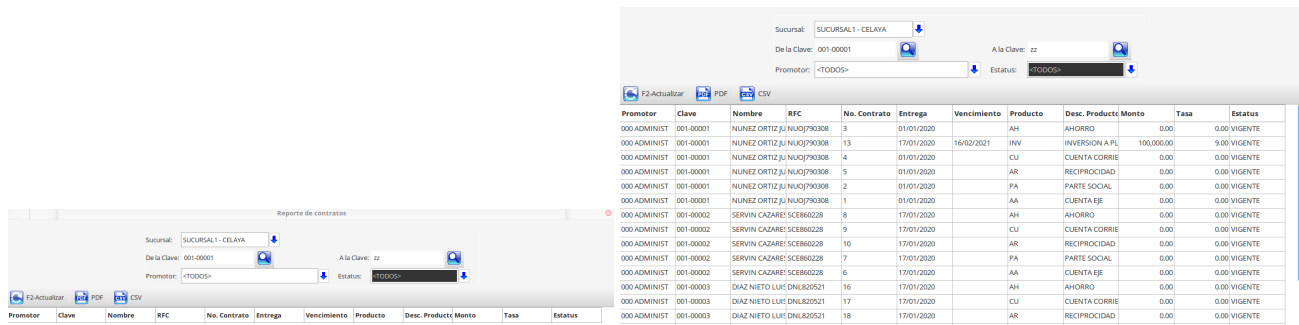 Reporte de contratos
Sucursal: SUCURSAL1 - CELAYA
De la Clave: 001-00001 A la Clave: zz
Promotor: <TODOS> Estatus: <TODOS>
F2-Actualizar PDF CSV
Promotor Clave Nombre RFC No. Contrato Entrega Vencimiento Producto Desc. Producto Monto Tasa Estatus
Sucursal: SUCURSAL1 - CELAYA
De la Clave: 001-00001 A la Clave: zz
Promotor: <TODOS> Estatus: <TODOS>
F2-Actualizar PDF CSV
Promotor Clave Nombre RFC No. Contrato Entrega Vencimiento Producto Desc. Producto Monto Tasa Estatus
000 ADMINIST 001-00001 NUNEZ ORTIZ JU NUOJ790308 3 01/01/2020 AH AHORRO 0.00 0.00 VIGENTE
000 ADMINIST 001-00001 NUNEZ ORTIZ JU NUOJ790308 13 17/01/2020 16/02/2021 INV INVERSION A PL 100,000.00 9.00 VIGENTE
000 ADMINIST 001-00001 NUNEZ ORTIZ JU NUOJ790308 4 01/01/2020 CU CUENTA CORRIE 0.00 0.00 VIGENTE
000 ADMINIST 001-00001 NUNEZ ORTIZ JU NUOJ790308 5 01/01/2020 AR RECIPROCIDAD 0.00 0.00 VIGENTE
000 ADMINIST 001-00001 NUNEZ ORTIZ JU NUOJ790308 2 01/01/2020 PA PARTE SOCIAL 0.00 0.00 VIGENTE
000 ADMINIST 001-00001 NUNEZ ORTIZ JU NUOJ790308 1 01/01/2020 AA CUENTA EJE 0.00 0.00 VIGENTE
000 ADMINIST 001-00002 SERVIN CAZARES SCE860228 8 17/01/2020 AH AHORRO 0.00 0.00 VIGENTE
000 ADMINIST 001-00002 SERVIN CAZARES SCE860228 9 17/01/2020 CU CUENTA CORRIE 0.00 0.00 VIGENTE
000 ADMINIST 001-00002 SERVIN CAZARES SCE860228 10 17/01/2020 AR RECIPROCIDAD 0.00 0.00 VIGENTE
000 ADMINIST 001-00002 SERVIN CAZARES SCE860228 7 17/01/2020 PA PARTE SOCIAL 0.00 0.00 VIGENTE
000 ADMINIST 001-00002 SERVIN CAZARES SCE860228 6 17/01/2020 AA CUENTA EJE 0.00 0.00 VIGENTE
000 ADMINIST 001-00003 DIAZ NIETO LUIS DNL820521 16 17/01/2020 AH AHORRO 0.00 0.00 VIGENTE
000 ADMINIST 001-00003 DIAZ NIETO LUIS DNL820521 17 17/01/2020 CU CUENTA CORRIE 0.00 0.00 VIGENTE
000 ADMINIST 001-00003 DIAZ NIETO LUIS DNL820521 18 17/01/2020 AR RECIPROCIDAD 0.00 0.00 VIGENTE